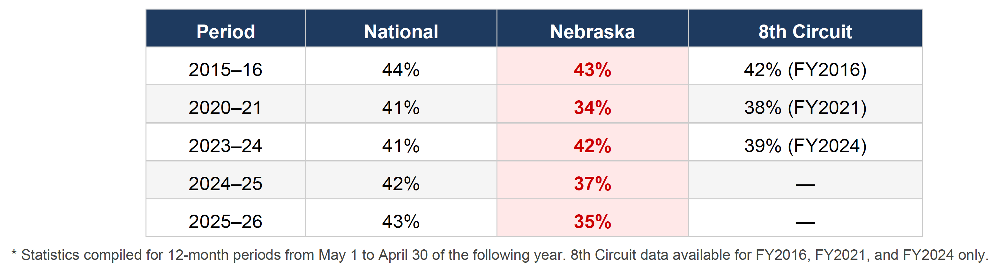 Period National Nebraska 8th Circuit
2015–16 44% 43% 42% (FY2016)
2020–21 41% 34% 38% (FY2021)
2023–24 41% 42% 39% (FY2024)
2024–25 42% 37% —
2025–26 43% 35% —
* Statistics compiled for 12-month periods from May 1 to April 30 of the following year. 8th Circuit data available for FY2016, FY2021, and FY2024 only.